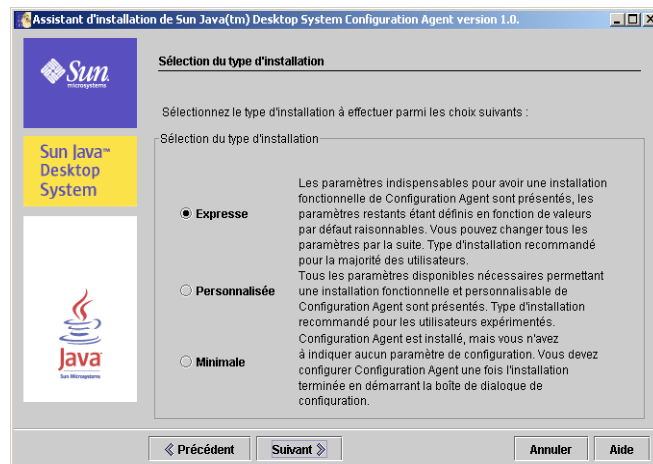 Assistant d'installation de Sun Java(tm) Desktop System Configuration Agent version 1.0.
Sun
microsystems
Sun Java™
Desktop
System
Java
Sun Microsystems
Sélection du type d'installation
Sélectionnez le type d'installation à effectuer parmi les choix suivants :
Sélection du type d'installation
Expresse
Les paramètres indispensables pour avoir une installation
fonctionnelle de Configuration Agent sont présentés, les
paramètres restants étant définis en fonction de valeurs
par défaut raisonnables. Vous pouvez changer tous les
paramètres par la suite. Type d'installation recommandé
pour la majorité des utilisateurs.
Personnalisée
Tous les paramètres disponibles nécessaires permettant
une installation fonctionnelle et personnalisable de
Configuration Agent sont présentés. Type d'installation
recommandé pour les utilisateurs expérimentés.
Minimale
Configuration Agent est installé, mais vous n'avez
à indiquer aucun paramètre de configuration. Vous devez
configurer Configuration Agent une fois l'installation
terminée en démarrant la boîte de dialogue de
configuration.
Précédent
Suivant
Annuler
Aide